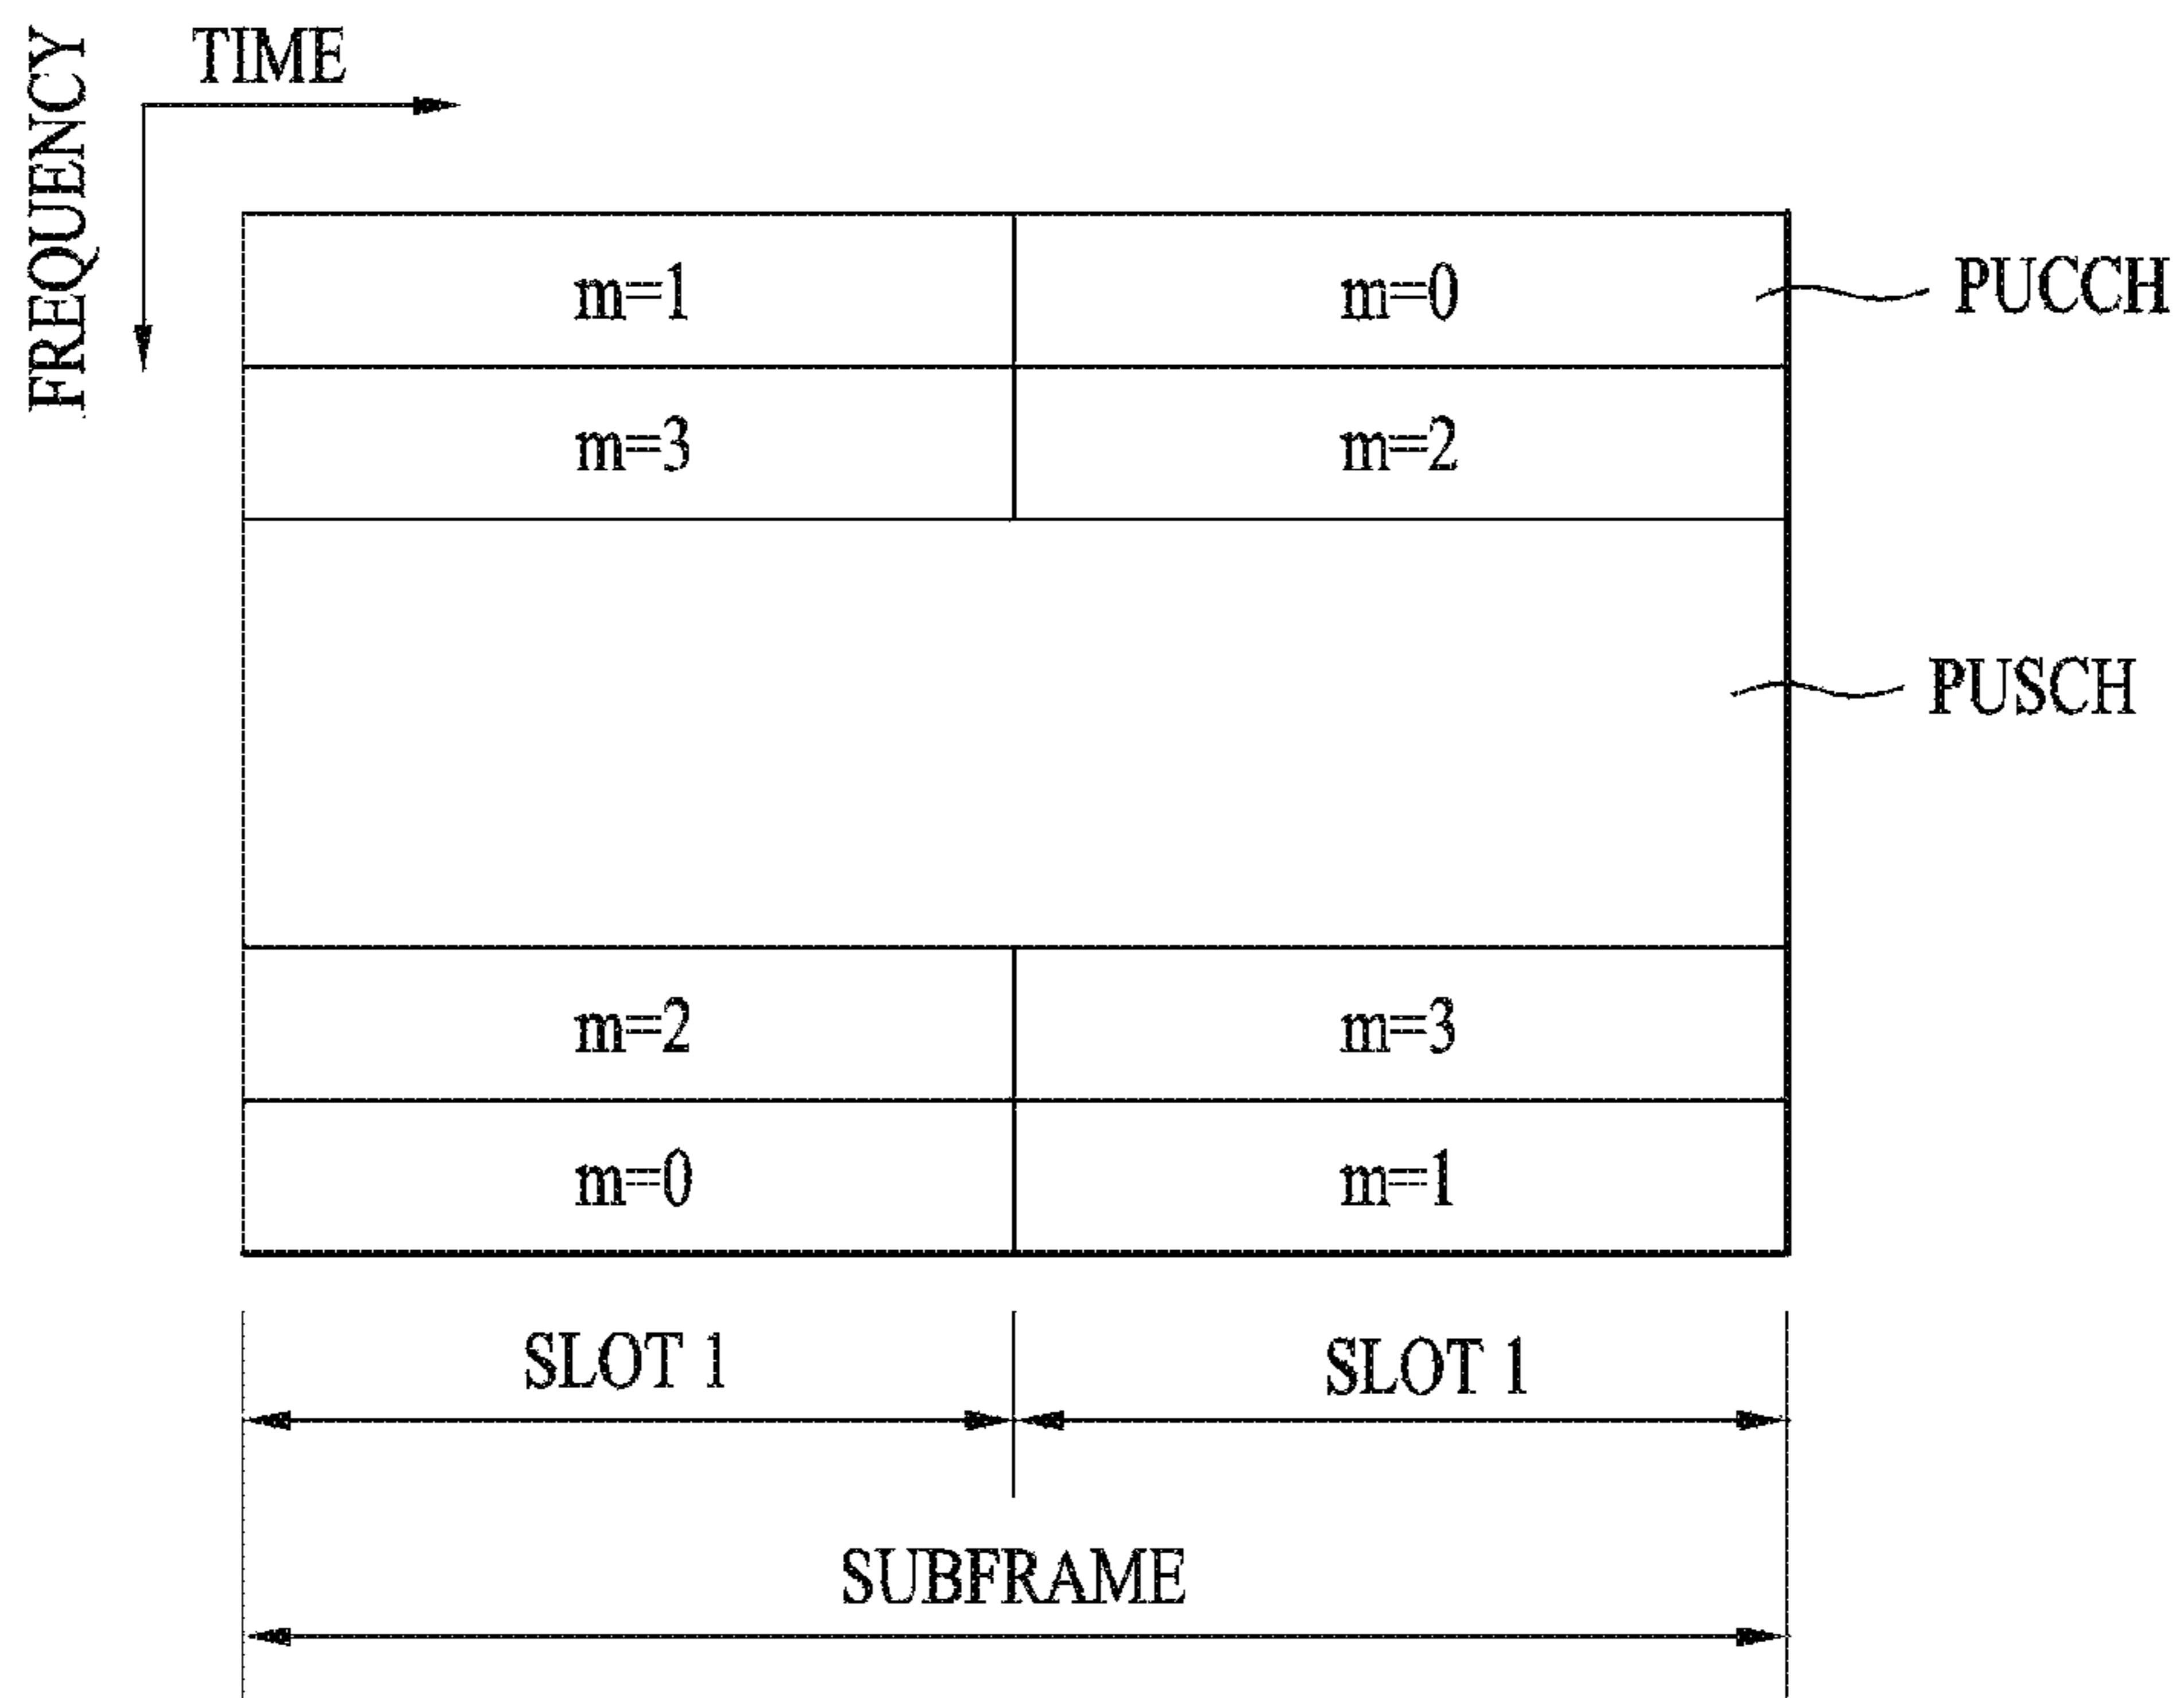 TIME
FREQUENCY
m=1 m=0 PUCCH
m=3 m=2
PUSCH
m=2 m=3
m=0 m=1
SLOT 1 SLOT 1
SUBFRAME